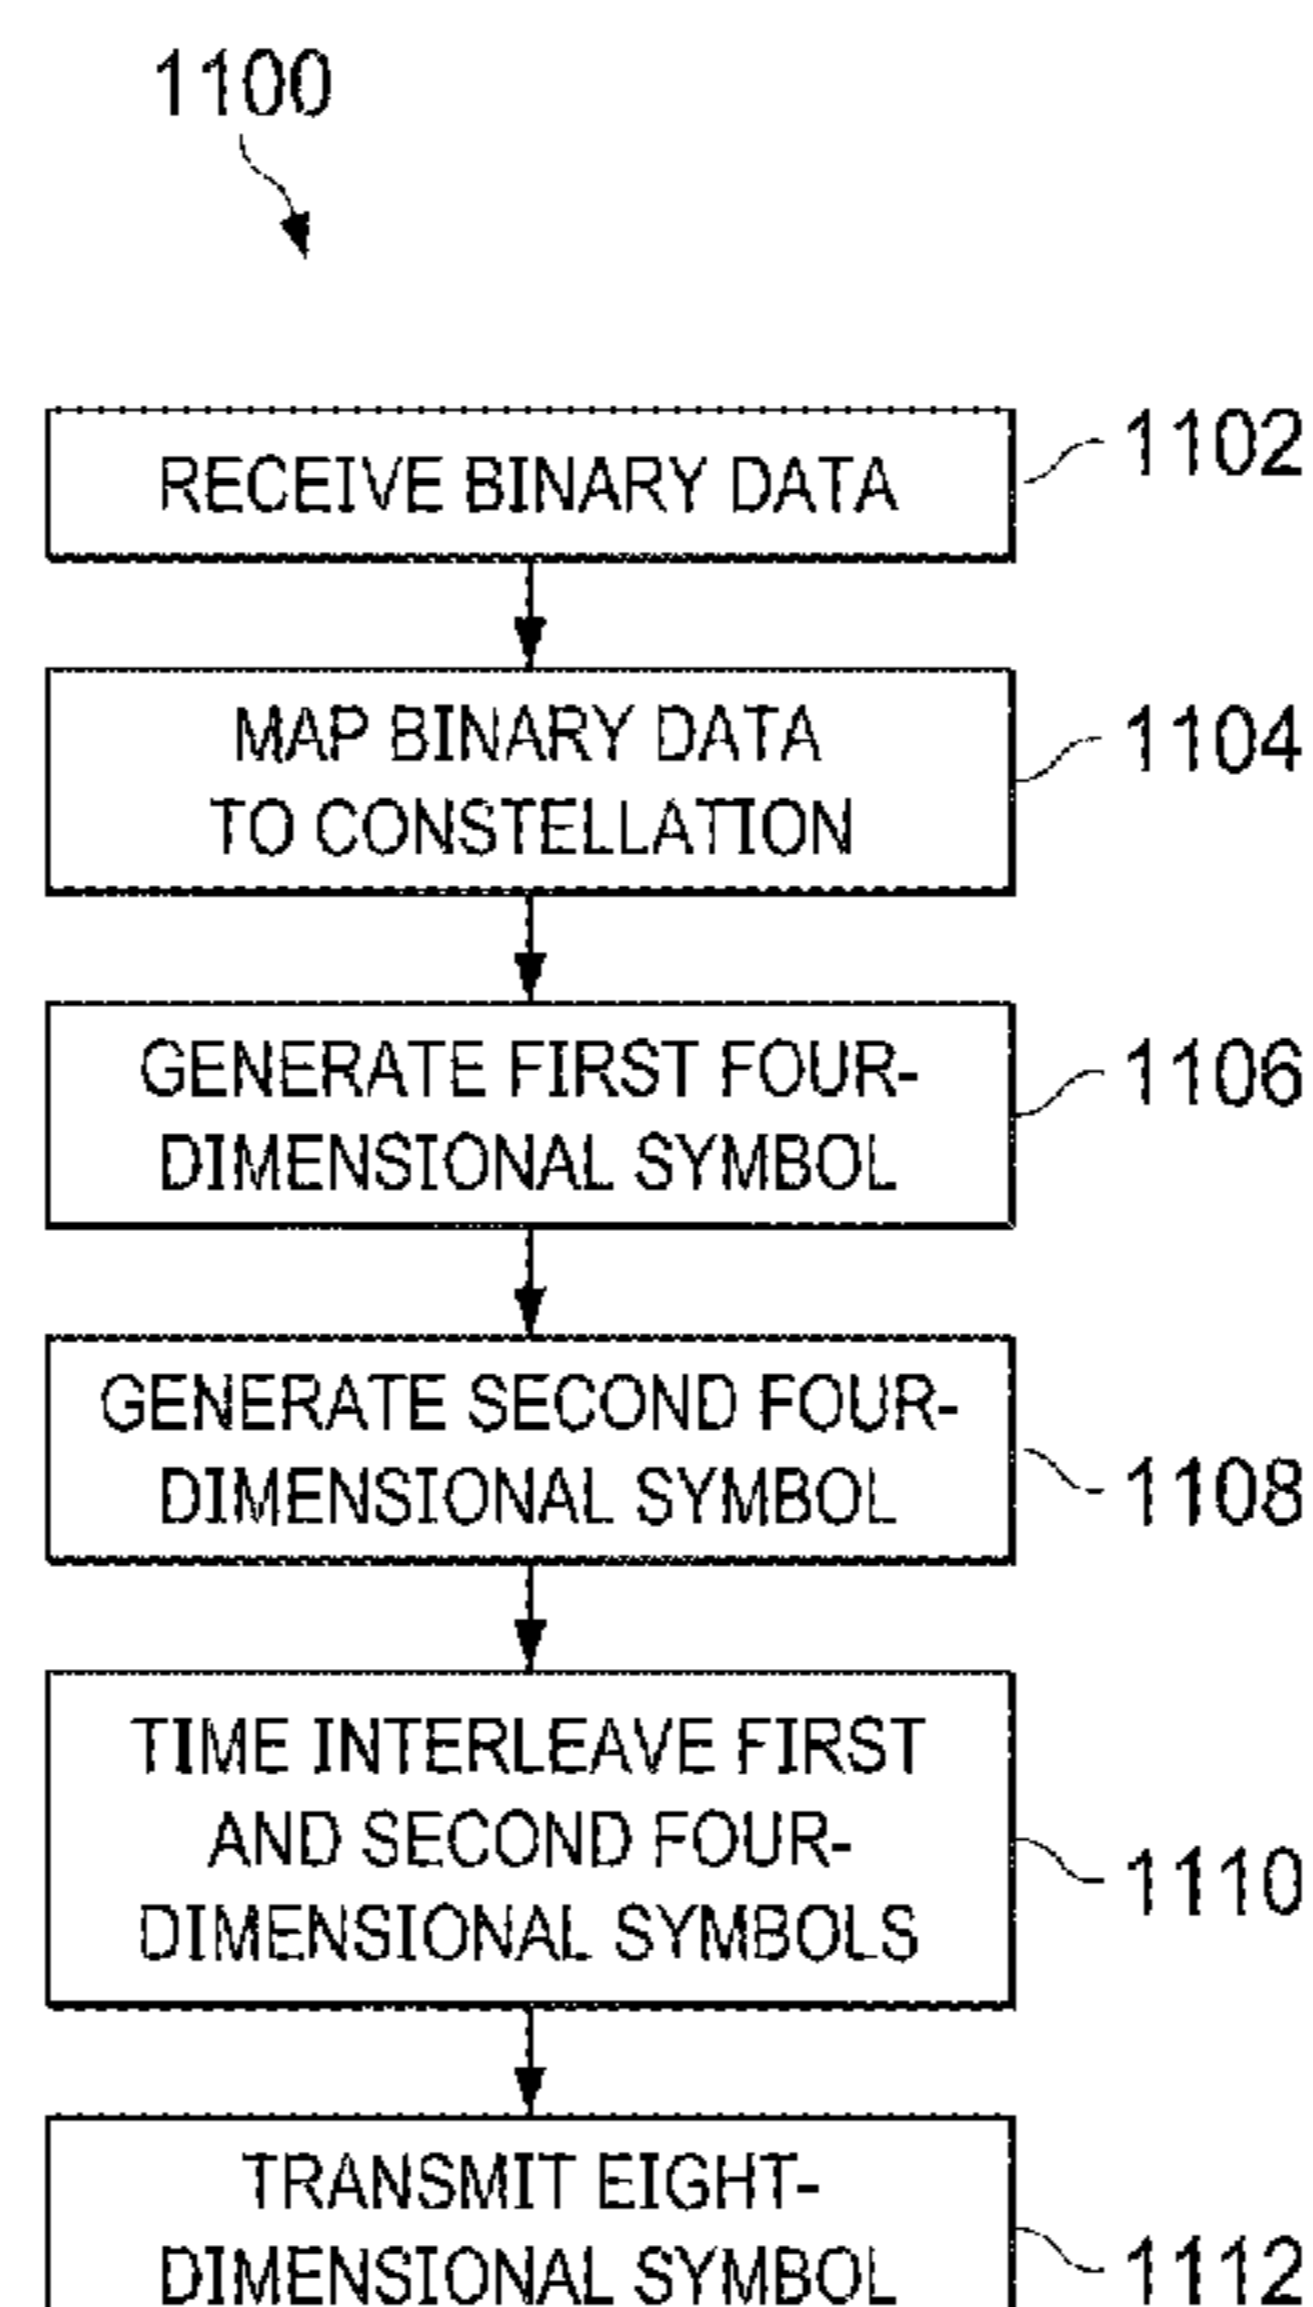 1100
RECEIVE BINARY DATA
1102
MAP BINARY DATA
TO CONSTELLATION
1104
GENERATE FIRST FOUR-
DIMENSIONAL SYMBOL
1106
GENERATE SECOND FOUR-
DIMENSIONAL SYMBOL
1108
TIME INTERLEAVE FIRST
AND SECOND FOUR-
DIMENSIONAL SYMBOLS
1110
TRANSMIT EIGHT-
DIMENSIONAL SYMBOL
1112